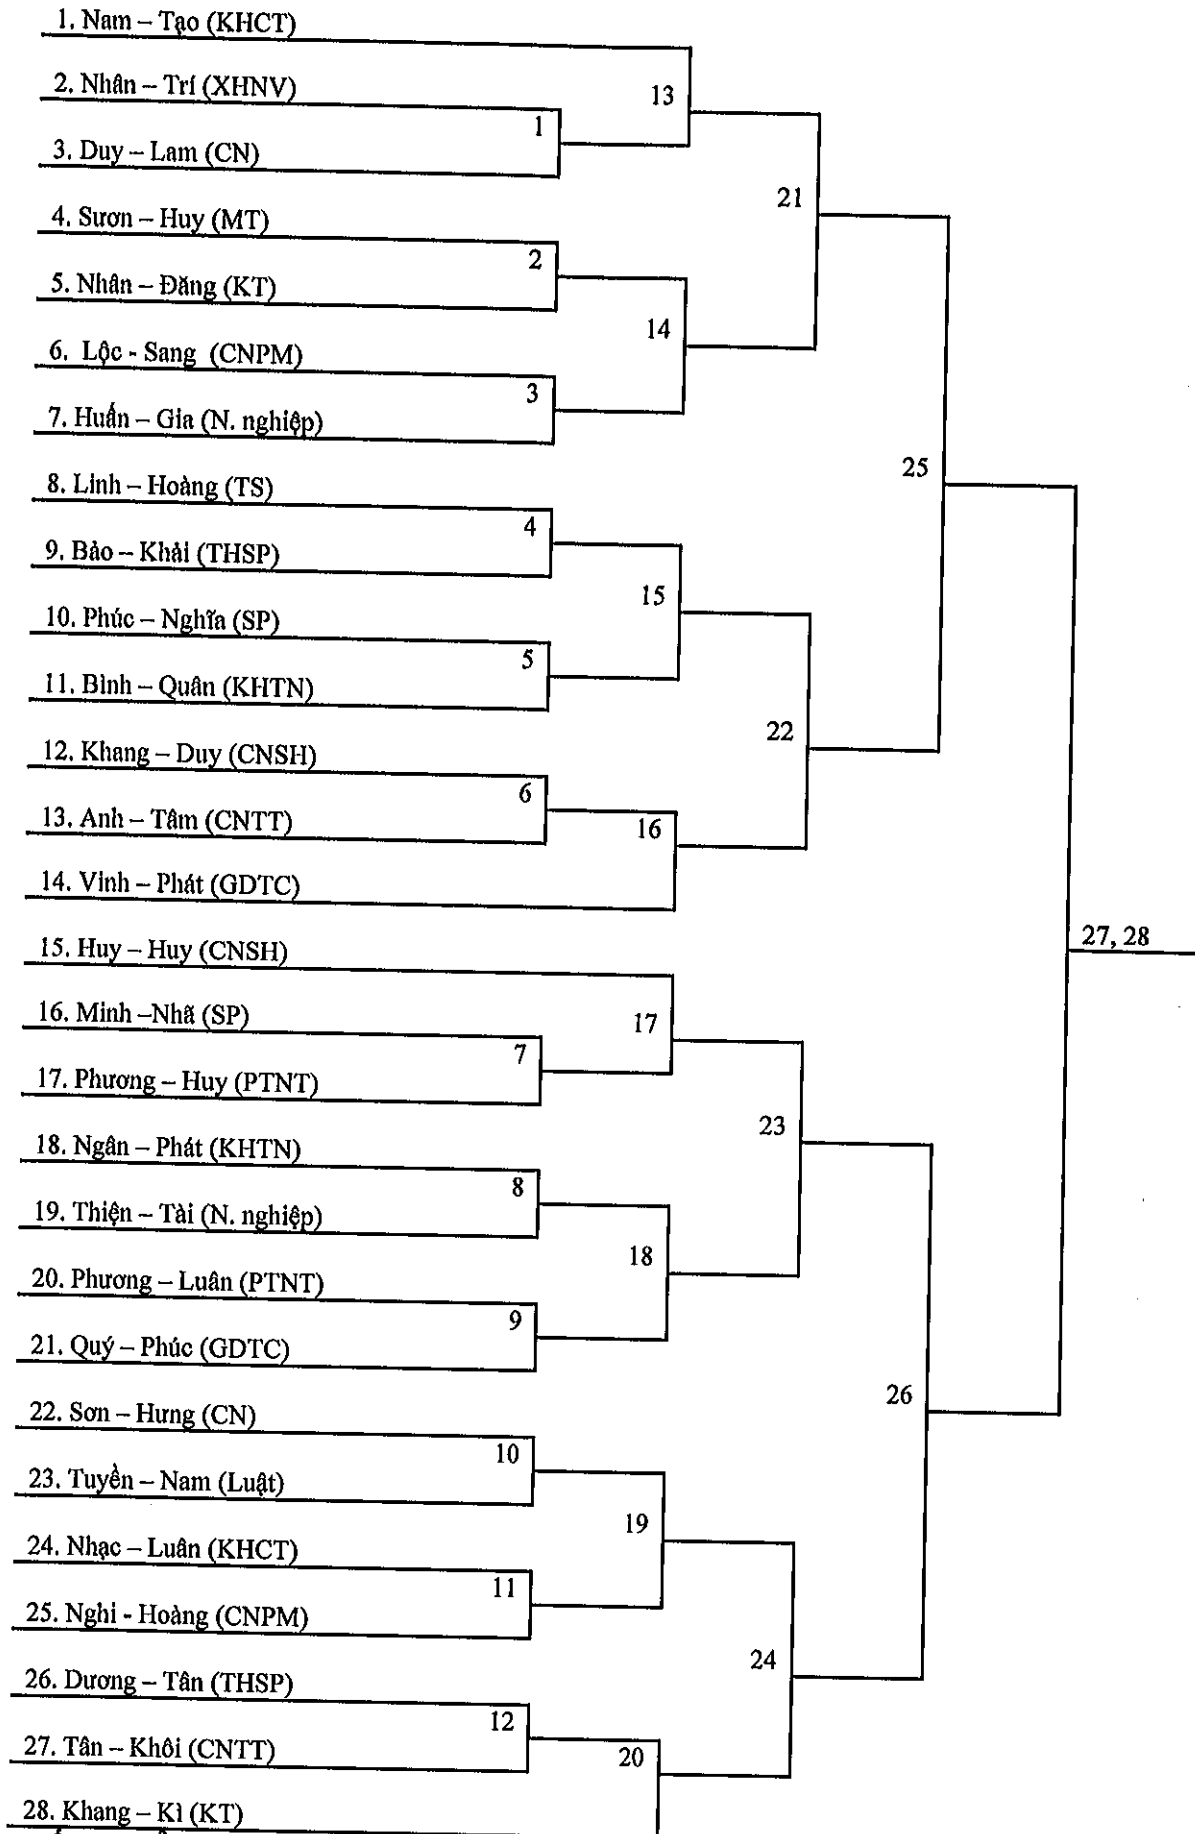 1. Nam – Tạo (KHCT)
13
2. Nhân – Trí (XHNV)
1
3. Duy – Lam (CN)
21
4. Sươn – Huy (MT)
2
5. Nhân – Đăng (KT)
14
6. Lộc - Sang (CNPM)
3
7. Huấn – Gia (N. nghiệp)
25
8. Linh – Hoàng (TS)
4
9. Bảo – Khải (THSP)
15
10. Phúc – Nghĩa (SP)
5
11. Bình – Quân (KHTN)
22
12. Khang – Duy (CNSH)
6
13. Anh – Tâm (CNTT)
16
14. Vinh – Phát (GDTC)
27, 28
15. Huy – Huy (CNSH)
17
16. Minh –Nhã (SP)
7
17. Phương – Huy (PTNT)
23
18. Ngân – Phát (KHTN)
8
19. Thiện – Tài (N. nghiệp)
18
20. Phương – Luân (PTNT)
9
21. Quý – Phúc (GDTC)
26
22. Sơn – Hưng (CN)
10
23. Tuyền – Nam (Luật)
19
24. Nhạc – Luân (KHCT)
11
25. Nghi - Hoàng (CNPM)
24
26. Dương – Tân (THSP)
12
27. Tân – Khôi (CNTT)
20
28. Khang – Kì (KT)